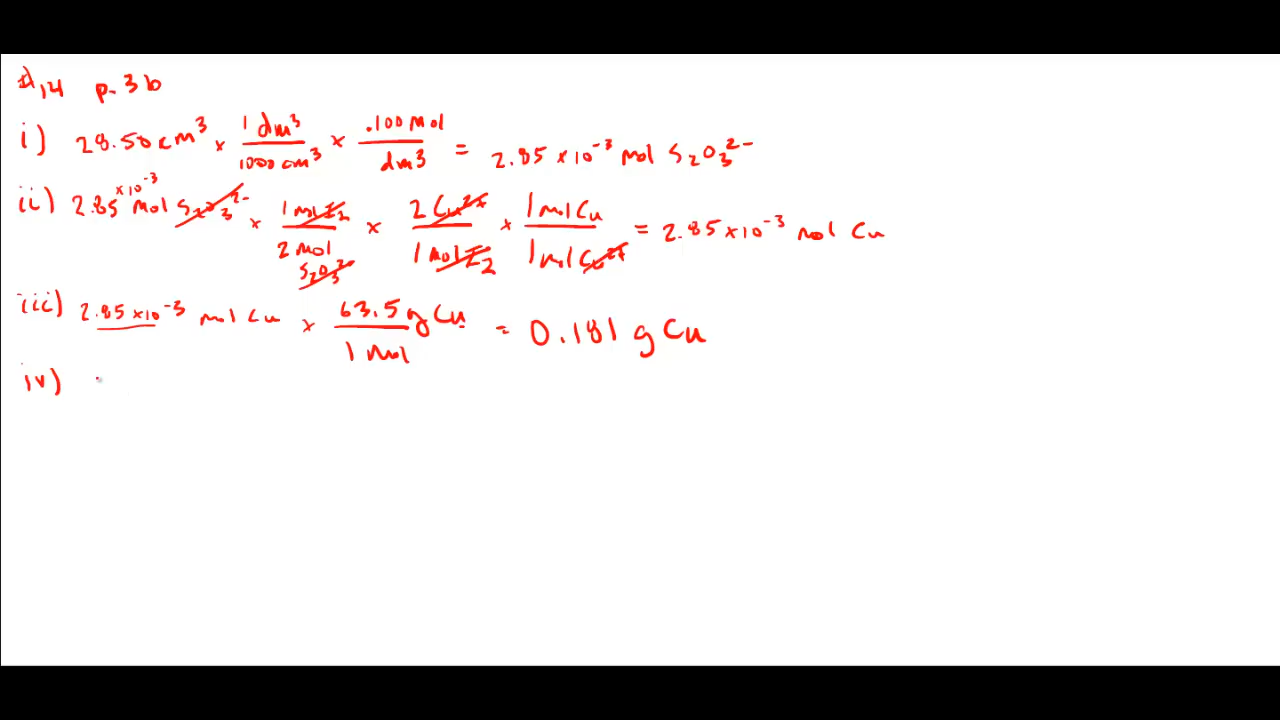 #14 p. 3 b
i) 28.50 cm³ × 1 dm³ / 1000 cm³ × .100 mol / dm³ = 2.85 × 10⁻³ mol S₂O₃²⁻
ii) 2.85 × 10⁻³ mol S₂O₃²⁻ × 1 mol I₂ / 2 mol S₂O₃²⁻ × 2 Cu²⁺ / 1 mol I₂ × 1 mol Cu / 1 mol Cu²⁺ = 2.85 × 10⁻³ mol Cu
iii) 2.85 × 10⁻³ mol Cu × 63.5 g Cu / 1 mol = 0.181 g Cu
iv)